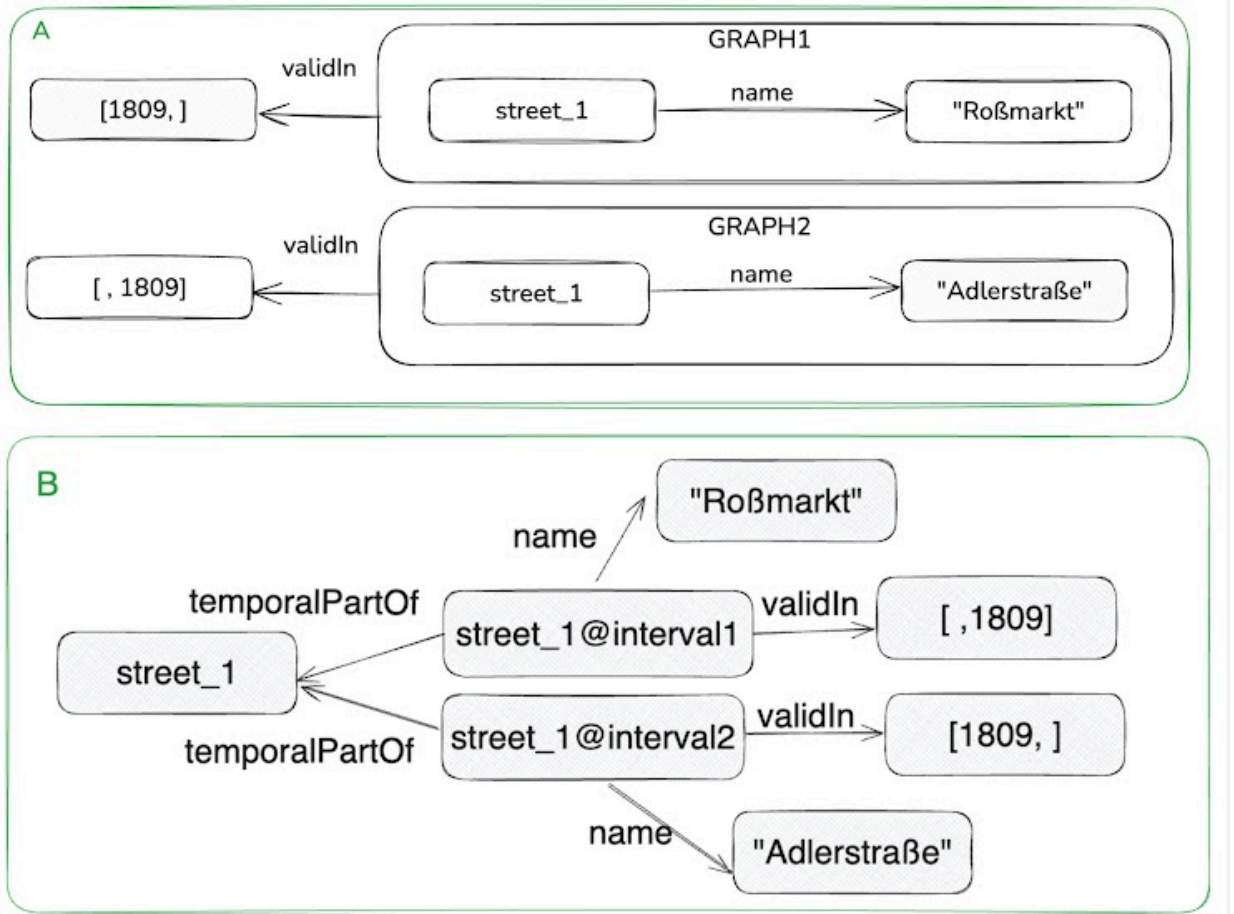 A
GRAPH1
validIn
[1809, ]
street_1
name
"Roßmarkt"
GRAPH2
validIn
[ , 1809]
street_1
name
"Adlerstraße"
B
"Roßmarkt"
name
temporalPartOf
street_1@interval1
validIn
[ ,1809]
street_1
temporalPartOf
street_1@interval2
validIn
[1809, ]
name
"Adlerstraße"